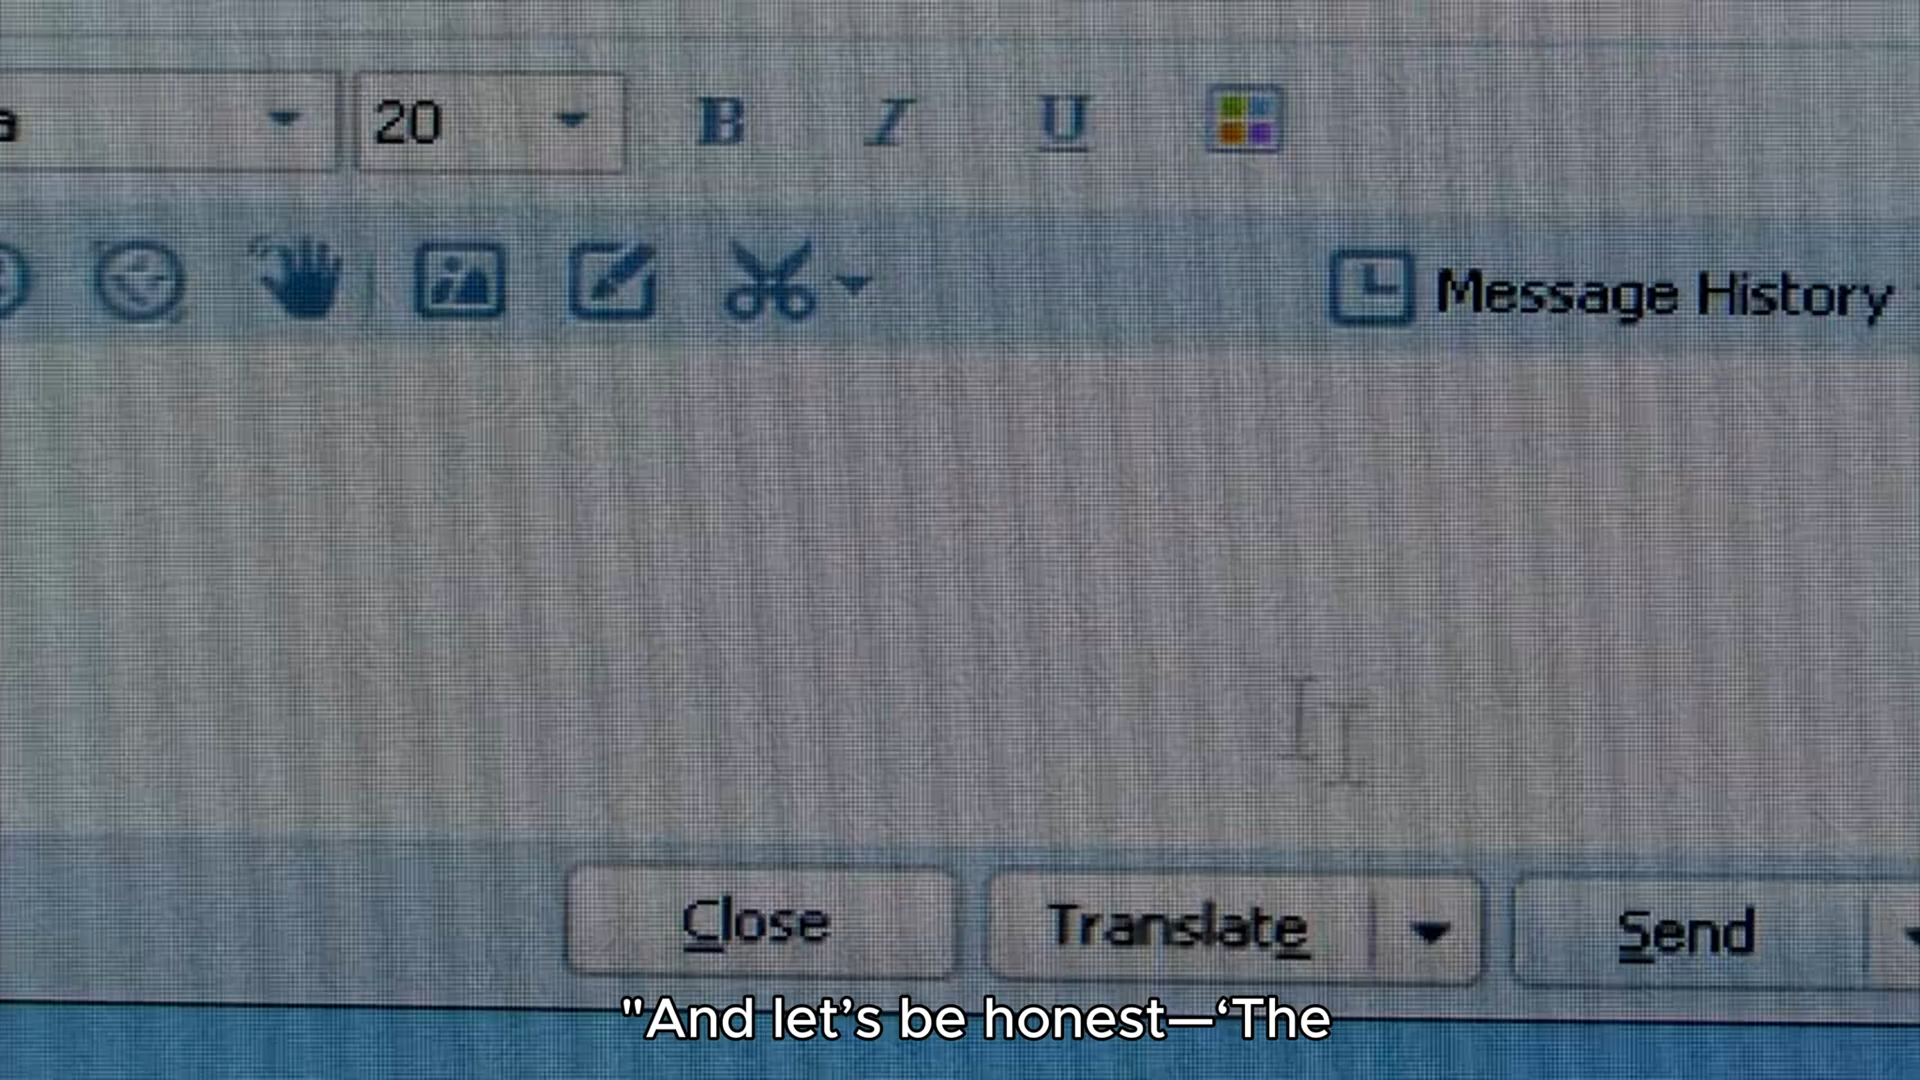 a 20 B I U
Message History
Close Translate Send
"And let’s be honest—‘The